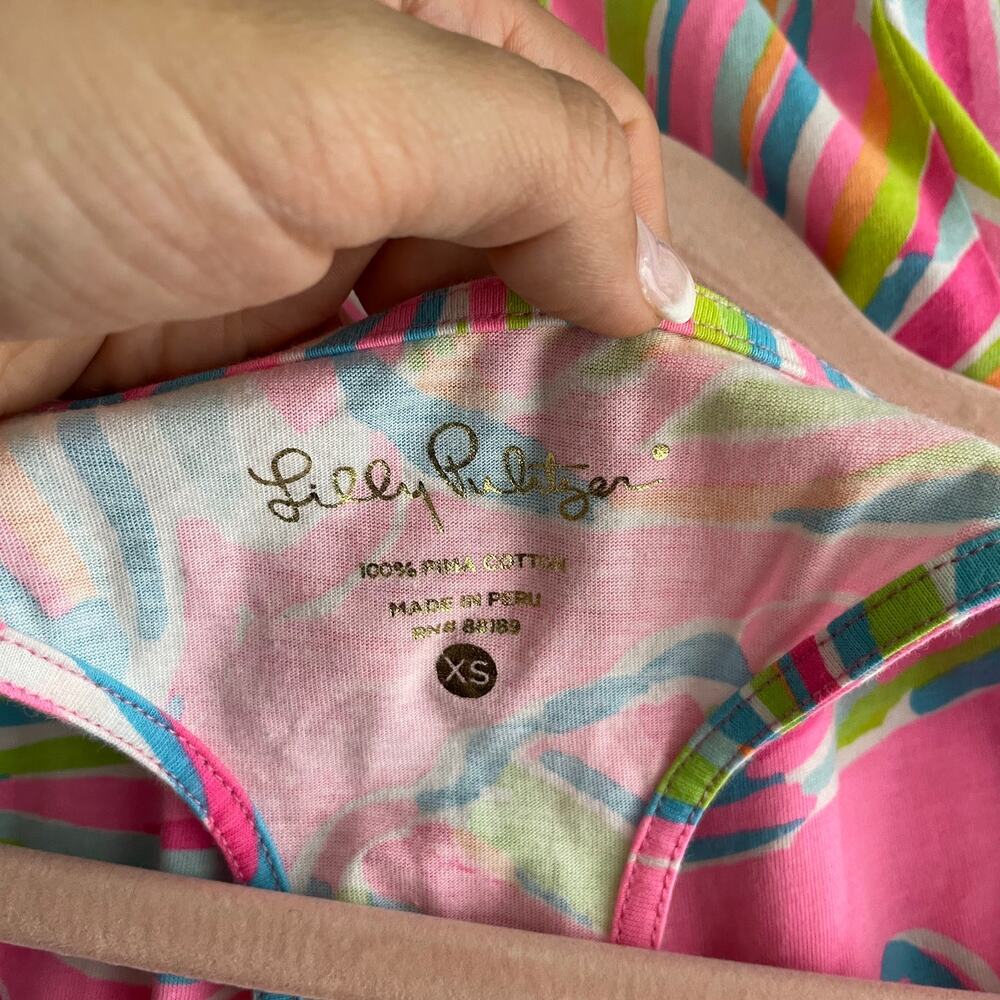 Lilly Pulitzer®
100% PIMA COTTON
MADE IN PERU
RN# 88189
XS